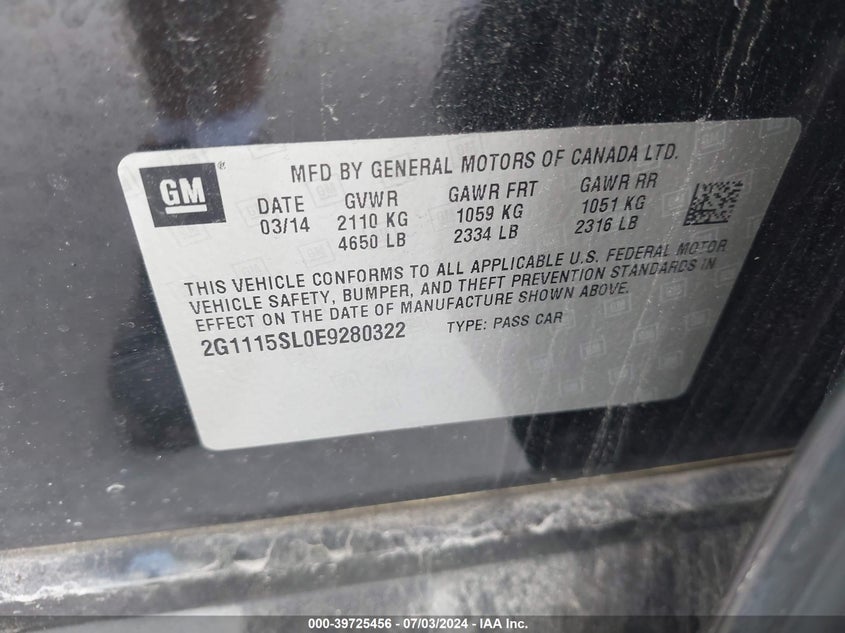 GM
MFD BY GENERAL MOTORS OF CANADA LTD.
DATE GVWR GAWR FRT GAWR RR
03/14 2110 KG 1059 KG 1051 KG
4650 LB 2334 LB 2316 LB
THIS VEHICLE CONFORMS TO ALL APPLICABLE U.S. FEDERAL MOTOR
VEHICLE SAFETY, BUMPER, AND THEFT PREVENTION STANDARDS IN
EFFECT ON THE DATE OF MANUFACTURE SHOWN ABOVE.
2G1115SL0E9280322 TYPE: PASS CAR
000-39725456 - 07/03/2024 - IAA Inc.